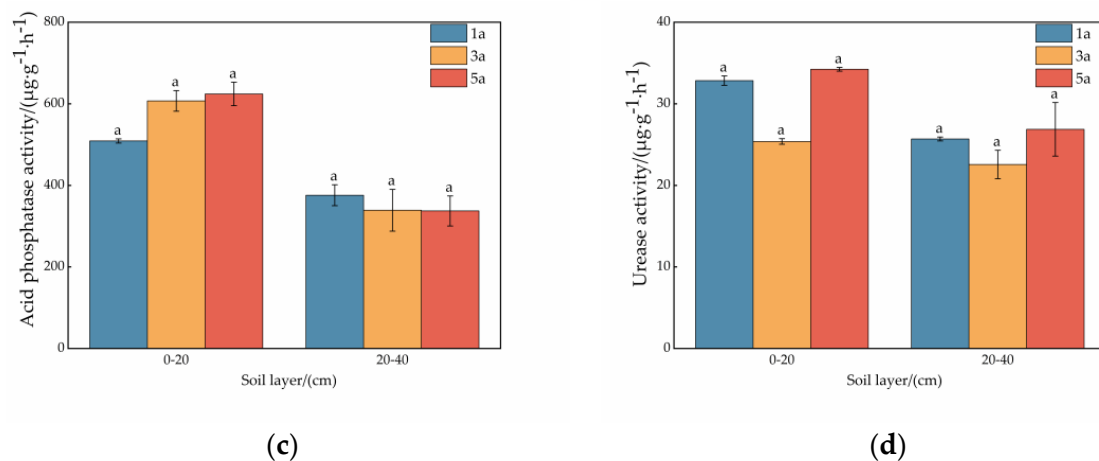 Acid phosphatase activity/(μg·g⁻¹·h⁻¹)
800
600
400
200
0
1a
3a
5a
a
a
a
a
a
a
0-20
20-40
Soil layer/(cm)
(c)
Urease activity/(μg·g⁻¹·h⁻¹)
40
30
20
10
0
1a
3a
5a
a
a
a
a
a
a
0-20
20-40
Soil layer/(cm)
(d)